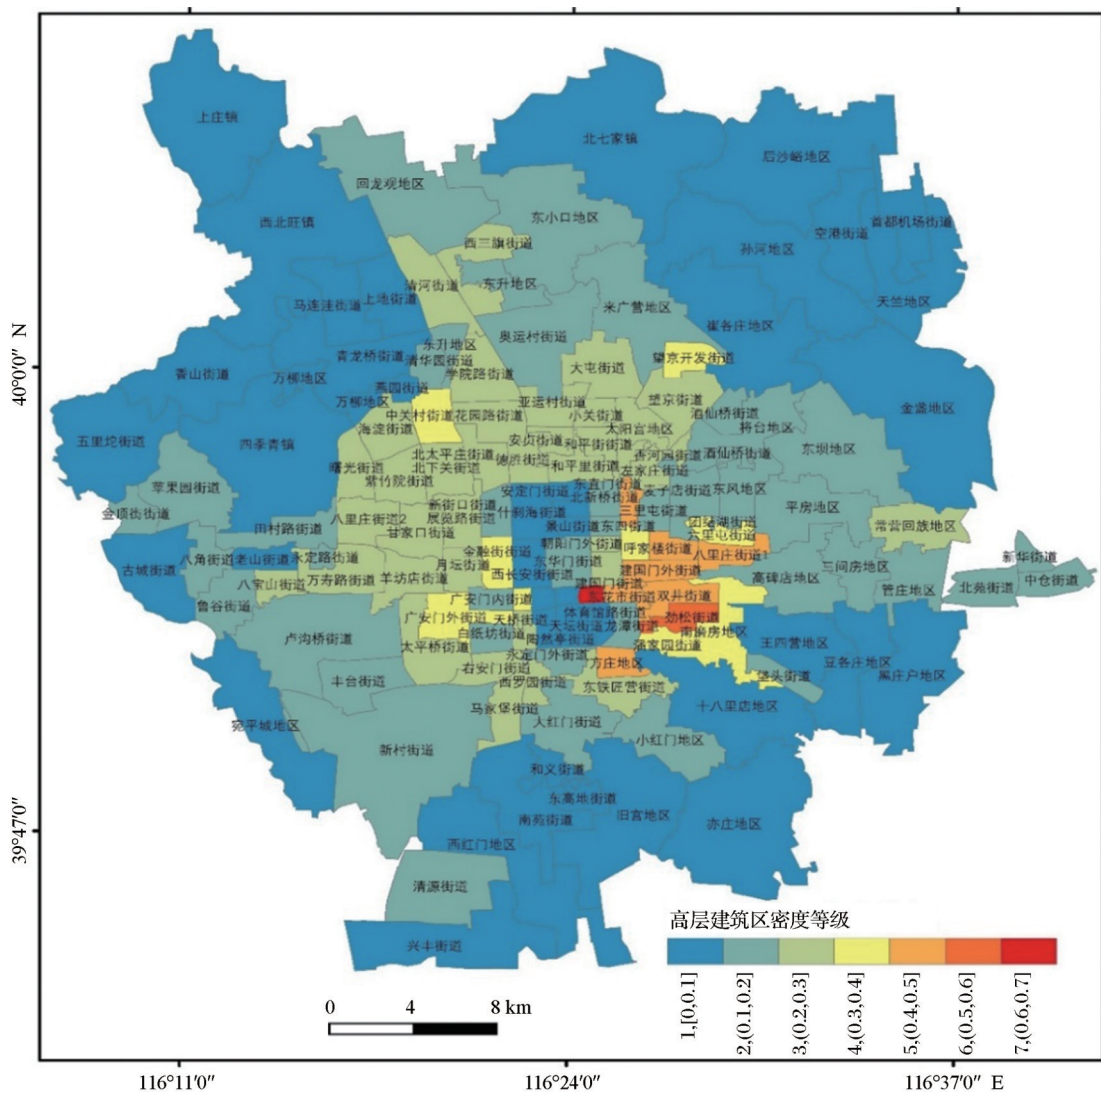 上庄镇
北七家镇
后沙峪地区
回龙观地区
西北旺镇
东小口地区
首都机场街道
空港街道
西三旗街道
孙河地区
清河街道
东升地区
马连洼街道
上地街道
天竺地区
来广营地区
崔各庄地区
奥运村街道
东升地区
青龙桥街道
清华园街道
望京开发街道
大屯街道
香山街道
万柳地区
学院路街道
燕园街道
万柳地区
亚运村街道
望京街道
金盏地区
中关村街道
花园路街道
小关街道
酒仙桥街道
海淀街道
太阳宫地区
将台地区
五里坨街道
四季青镇
安贞街道
和平街街道
东坝地区
北太平庄街道
德胜街道
香河园街道
酒仙桥街道
曙光街道
北下关街道
和平里街道
左家庄街道
紫竹院街道
苹果园街道
安定门街道
东直门街道
麦子店街道
东风地区
北新桥街道
新街口街道
什刹海街道
三里屯街道
平房地区
金顶街街道
八里庄街道2
展览路街道
景山街道
东四街道
团结湖街道
常营回族地区
田村路街道
甘家口街道
六里屯街道
朝阳门外街道
呼家楼街道
金融街街道
八里庄街道1
新华街道
八角街道
老山街道
永定路街道
月坛街道
东华门街道
古城街道
建国门外街道
三间房地区
西长安街街道
高碑店地区
中仓街道
八宝山街道
万寿路街道
羊坊店街道
建国门街道
北苑街道
管庄地区
鲁谷街道
广安门内街道
东花市街道
双井街道
广安门外街道
体育馆路街道
劲松街道
天桥街道
天坛街道
龙潭街道
卢沟桥街道
白纸坊街道
陶然亭街道
南磨房地区
太平桥街道
潘家园街道
王四营地区
永定门外街道
方庄地区
豆各庄地区
右安门街道
黑庄户地区
丰台街道
西罗园街道
东铁匠营街道
垡头街道
马家堡街道
十八里店地区
宛平城地区
大红门街道
新村街道
小红门地区
和义街道
东高地街道
南苑街道
旧宫地区
亦庄地区
西红门地区
清源街道
兴丰街道
高层建筑区密度等级
1,[0,0.1]
2,(0.1,0.2]
3,(0.2,0.3]
4,(0.3,0.4]
5,(0.4,0.5]
6,(0.5,0.6]
7,(0.6,0.7]
0 4 8 km
40°0′0″ N
39°47′0″
116°11′0″ 116°24′0″ 116°37′0″ E